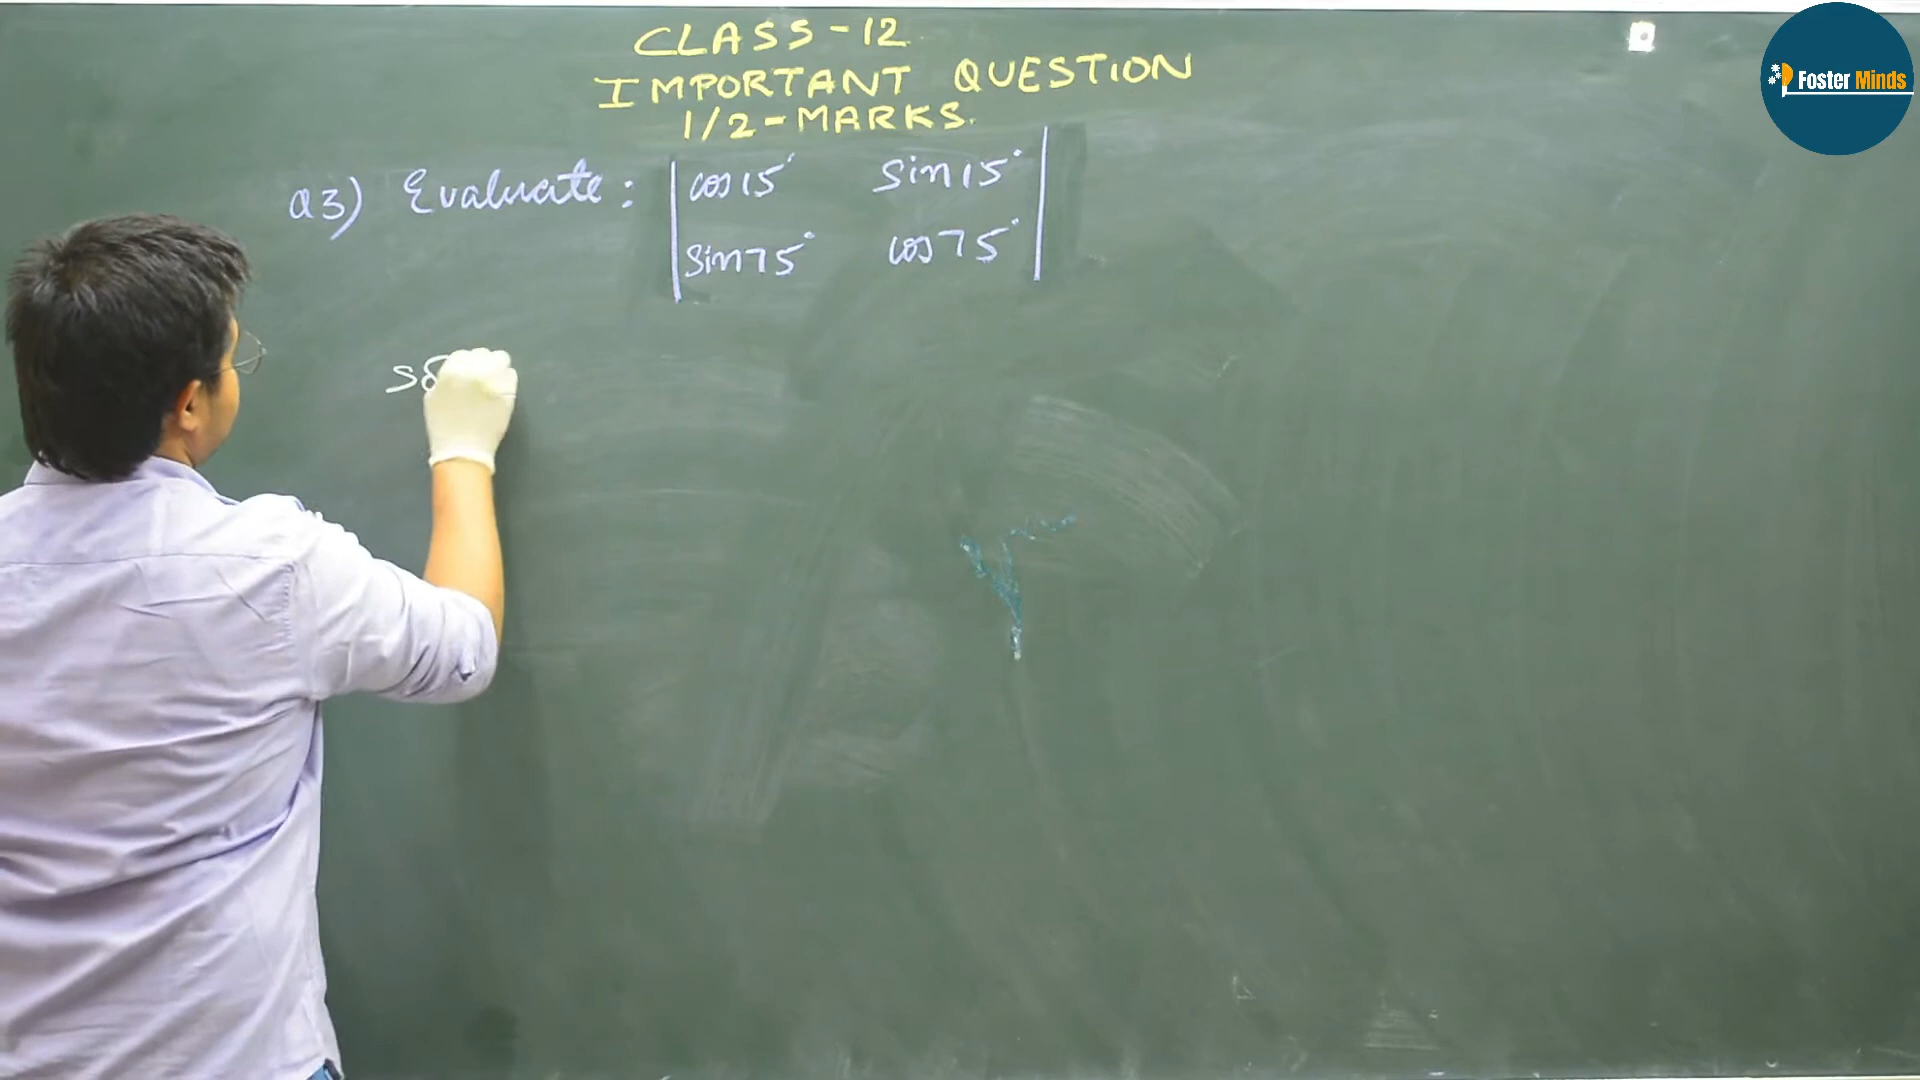 CLASS-12
IMPORTANT QUESTION
1/2-MARKS.
Q3) Evaluate: | cos15° sin15° |
| sin75° cos75° |
Foster Minds